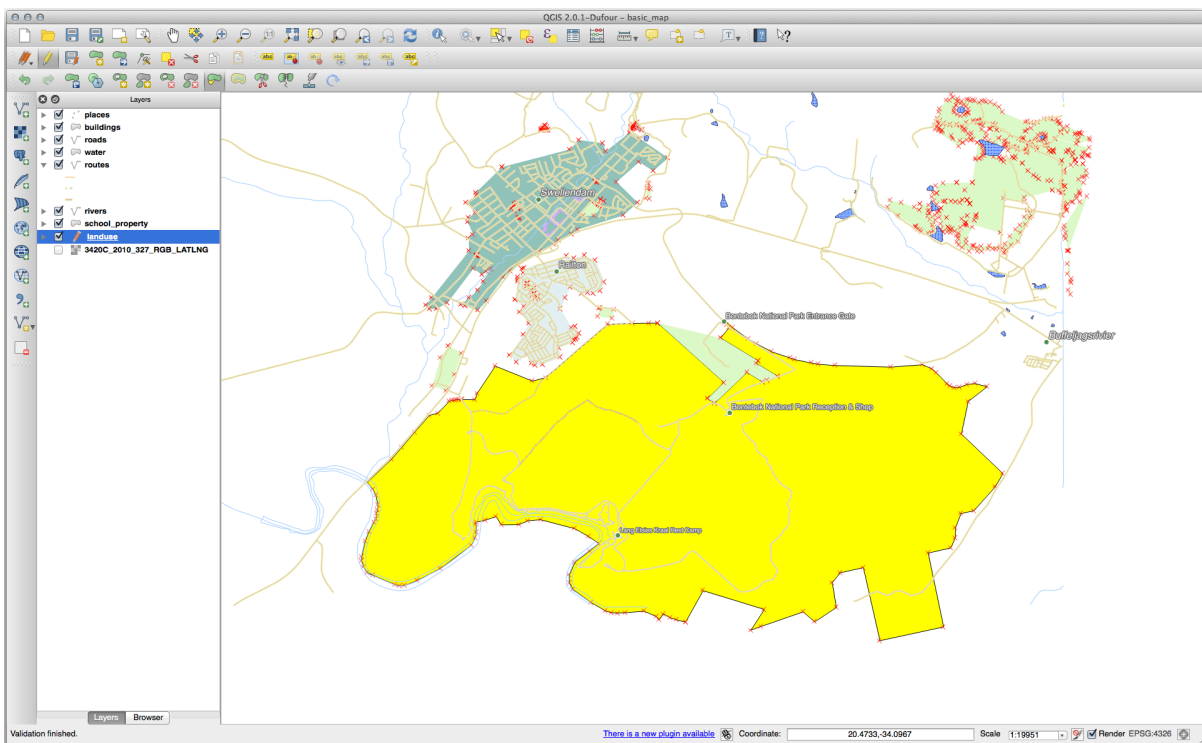 QGIS 2.0.1-Dufour - basic_map
Layers
places
buildings
roads
water
routes
rivers
school_property
landuse
3420C_2010_327_RGB_LATLNG
Swellendam
Railton
Bontebok National Park Entrance Gate
Buffeljagsrivier
Bontebok National Park Reception & Shop
Lang Elsies Kraal Rest Camp
Layers Browser
Validation finished. There is a new plugin available Coordinate: 20.4733,-34.0967 Scale 1:19951 Render EPSG:4326